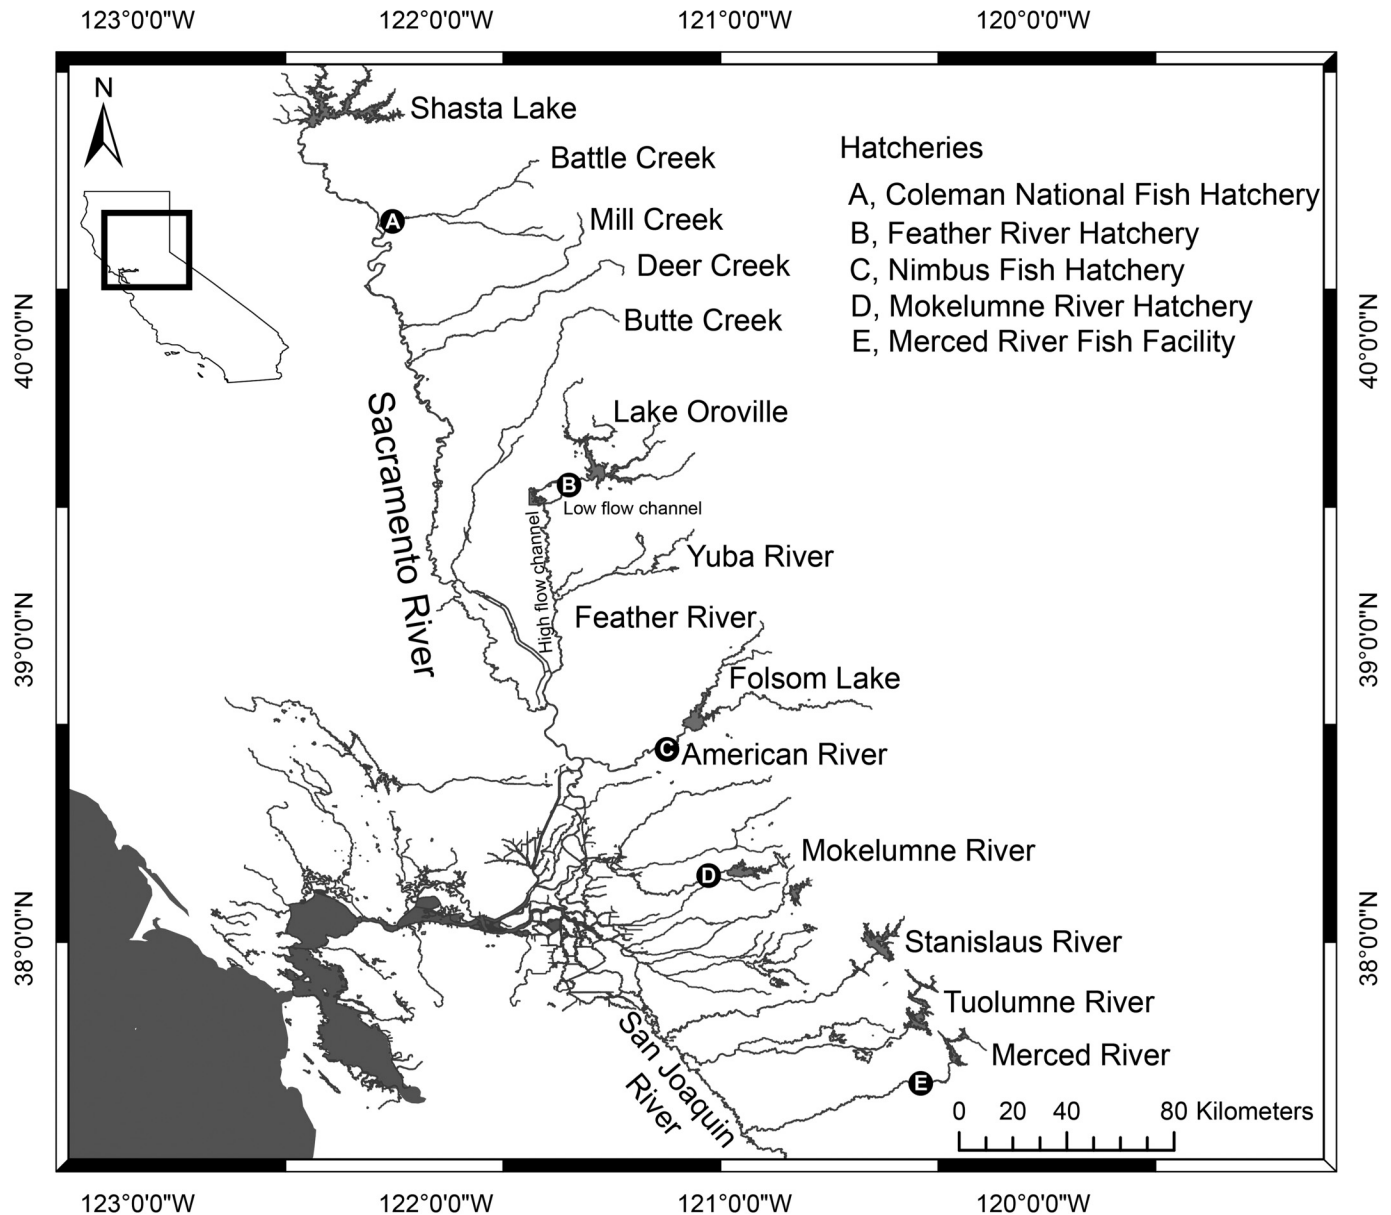 123°0'0"W 122°0'0"W 121°0'0"W 120°0'0"W
N
Shasta Lake
Battle Creek
Mill Creek
Deer Creek
Butte Creek
Hatcheries
A, Coleman National Fish Hatchery
B, Feather River Hatchery
C, Nimbus Fish Hatchery
D, Mokelumne River Hatchery
E, Merced River Fish Facility
A
40°0'0"N
40°0'0"N
Sacramento River
Lake Oroville
B
Low flow channel
High flow channel
Yuba River
Feather River
39°0'0"N
39°0'0"N
Folsom Lake
C
American River
Mokelumne River
D
38°0'0"N
38°0'0"N
Stanislaus River
Tuolumne River
San Joaquin
River
Merced River
E
0 20 40 80 Kilometers
123°0'0"W 122°0'0"W 121°0'0"W 120°0'0"W